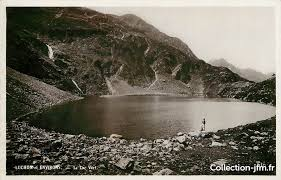 LUCHON et ENVIRONS. _ Le Lac Vert
Collection-jfm.fr